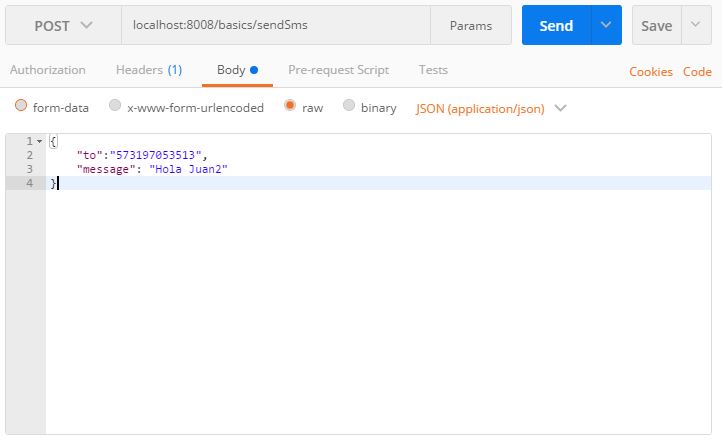 POST localhost:8008/basics/sendSms Params Send Save
Authorization Headers (1) Body Pre-request Script Tests Cookies Code
form-data x-www-form-urlencoded raw binary JSON (application/json)
1 {
2 "to":"573197053513",
3 "message": "Hola Juan2"
4 }